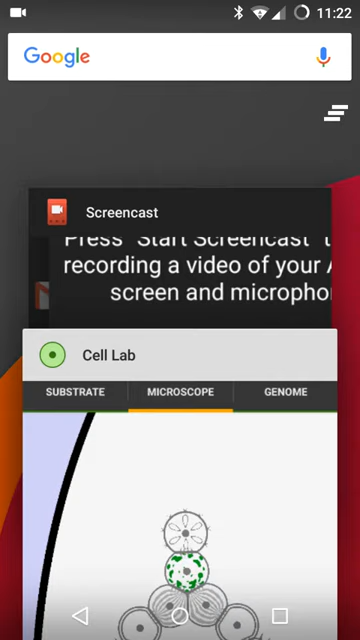 11:22
Google
Screencast
Press "Start Screencast" t
recording a video of your
screen and micropho
Cell Lab
SUBSTRATE
MICROSCOPE
GENOME